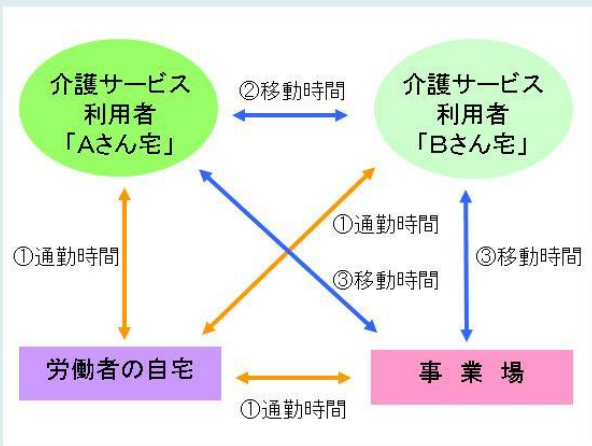 介護サービス
利用者
「Aさん宅」
②移動時間
介護サービス
利用者
「Bさん宅」
①通勤時間
①通勤時間
③移動時間
③移動時間
労働者の自宅
①通勤時間
事 業 場